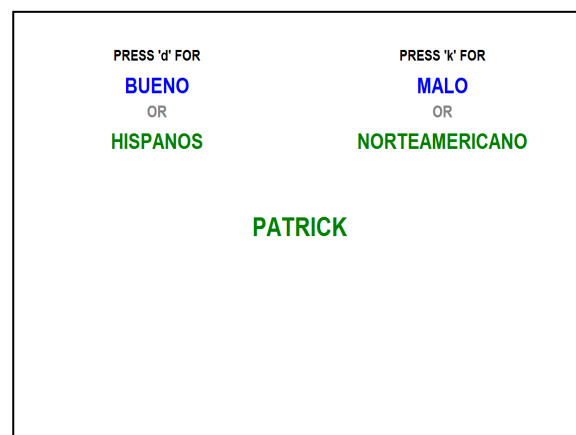 PRESS 'd' FOR
BUENO
OR
HISPANOS
PRESS 'k' FOR
MALO
OR
NORTEAMERICANO
PATRICK